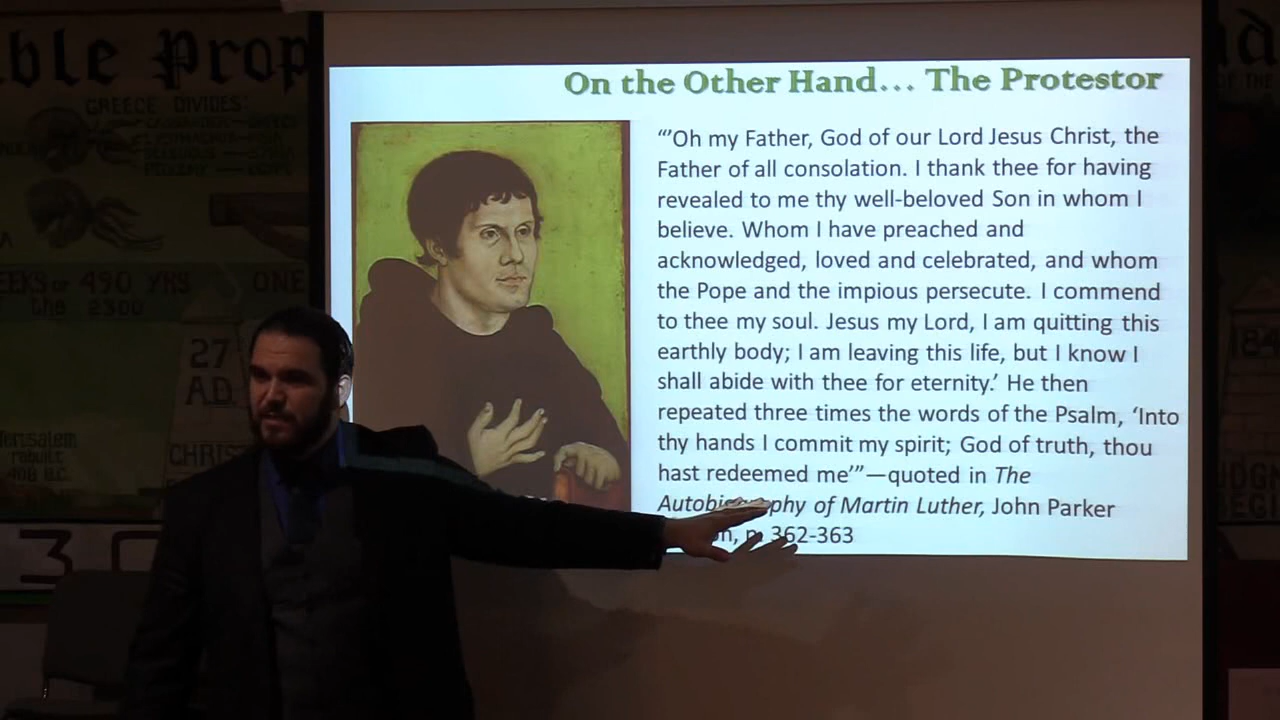 ble Prop
GREECE DIVIDES
EEKS OF 490 YRS
ONE
the 2300
27
A.D.
CHRIST
Jerusalem
rebuilt
408 B.C.
3
On the Other Hand... The Protestor
“’Oh my Father, God of our Lord Jesus Christ, the
Father of all consolation. I thank thee for having
revealed to me thy well-beloved Son in whom I
believe. Whom I have preached and
acknowledged, loved and celebrated, and whom
the Pope and the impious persecute. I commend
to thee my soul. Jesus my Lord, I am quitting this
earthly body; I am leaving this life, but I know I
shall abide with thee for eternity.’ He then
repeated three times the words of the Psalm, ‘Into
thy hands I commit my spirit; God of truth, thou
hast redeemed me’”—quoted in The
Autobiography of Martin Luther, John Parker
362-363
184